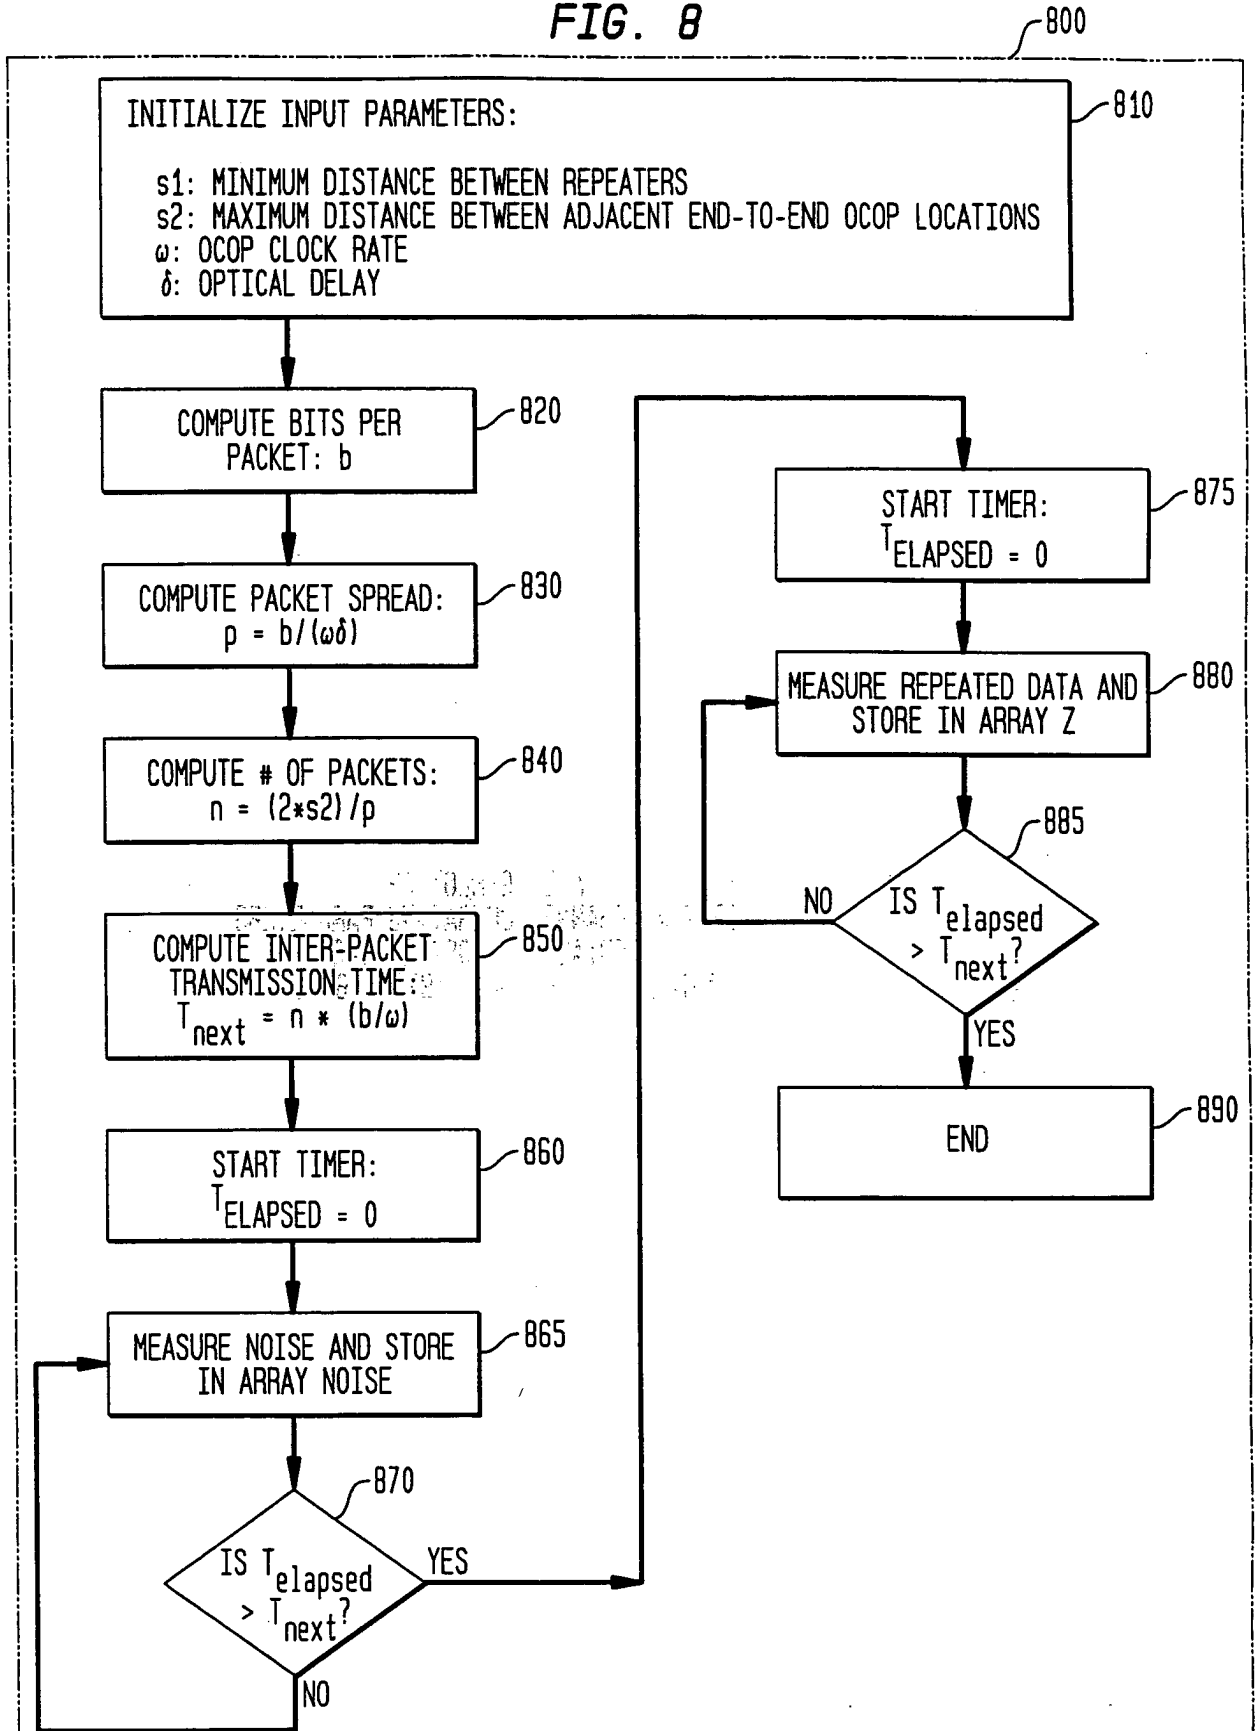 FIG. 8
800
INITIALIZE INPUT PARAMETERS:
810
s1: MINIMUM DISTANCE BETWEEN REPEATERS
s2: MAXIMUM DISTANCE BETWEEN ADJACENT END-TO-END OCOP LOCATIONS
ω: OCOP CLOCK RATE
δ: OPTICAL DELAY
COMPUTE BITS PER
PACKET: b
820
COMPUTE PACKET SPREAD:
p = b/(ωδ)
830
COMPUTE # OF PACKETS:
n = (2*s2)/p
840
COMPUTE INTER-PACKET
TRANSMISSION TIME:
Tnext = n * (b/ω)
850
START TIMER:
TELAPSED = 0
860
MEASURE NOISE AND STORE
IN ARRAY NOISE
865
870
IS Telapsed
> Tnext?
YES
NO
START TIMER:
TELAPSED = 0
875
MEASURE REPEATED DATA AND
STORE IN ARRAY Z
880
885
NO
IS Telapsed
> Tnext?
YES
END
890